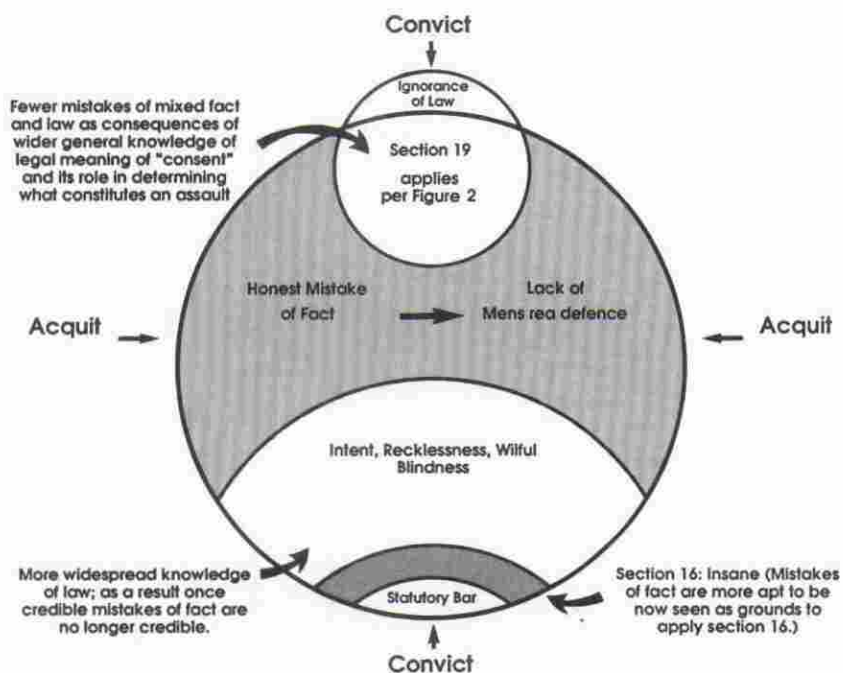 Convict
Ignorance
of Law
Fewer mistakes of mixed fact
and law as consequences of
wider general knowledge of
legal meaning of "consent"
and its role in determining
what constitutes an assault
Section 19
applies
per Figure 2
Honest Mistake
of Fact
Lack of
Mens rea defence
Acquit
Acquit
Intent, Recklessness, Wilful
Blindness
More widespread knowledge
of law; as a result once
credible mistakes of fact are
no longer credible.
Statutory Bar
Section 16: Insane (Mistakes
of fact are more apt to be
now seen as grounds to
apply section 16.)
Convict